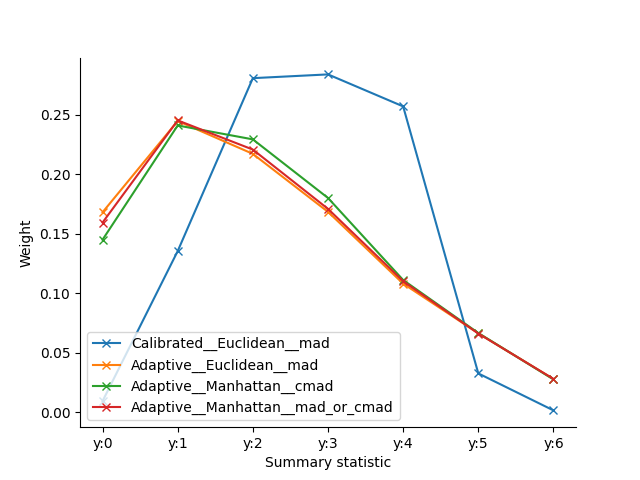 0.25
0.20
0.15
0.10
0.05
0.00
Weight
Calibrated__Euclidean__mad
Adaptive__Euclidean__mad
Adaptive__Manhattan__cmad
Adaptive__Manhattan__mad_or_cmad
y:0 y:1 y:2 y:3 y:4 y:5 y:6
Summary statistic